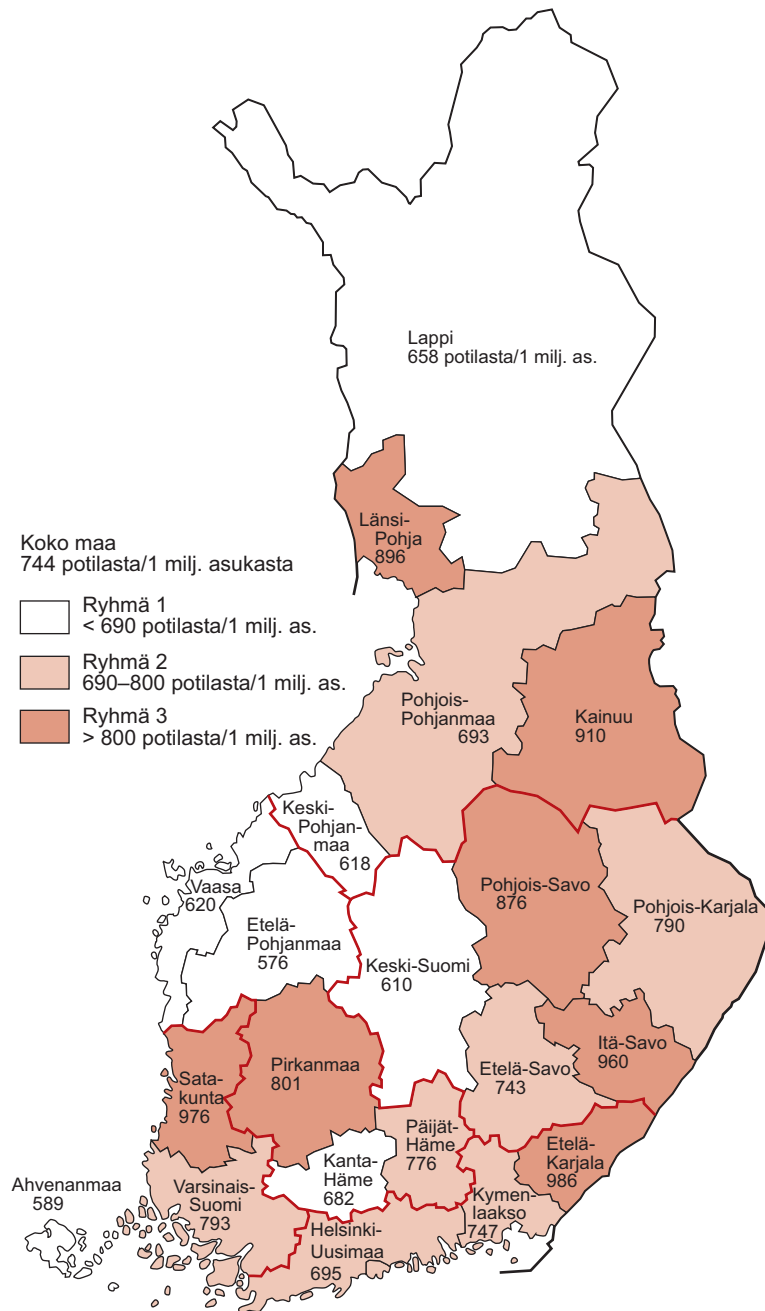 Lappi
658 potilasta/1 milj. as.
Länsi-
Pohja
896
Koko maa
744 potilasta/1 milj. asukasta
Ryhmä 1
< 690 potilasta/1 milj. as.
Ryhmä 2
690–800 potilasta/1 milj. as.
Ryhmä 3
> 800 potilasta/1 milj. as.
Pohjois-
Pohjanmaa
693
Kainuu
910
Keski-
Pohjan-
maa
618
Vaasa
620
Etelä-
Pohjanmaa
576
Keski-Suomi
610
Pohjois-Savo
876
Pohjois-Karjala
790
Itä-Savo
960
Etelä-Savo
743
Pirkanmaa
801
Sata-
kunta
976
Päijät-
Häme
776
Etelä-
Karjala
986
Kanta-
Häme
682
Kymen-
laakso
747
Ahvenanmaa
589
Varsinais-
Suomi
793
Helsinki-
Uusimaa
695